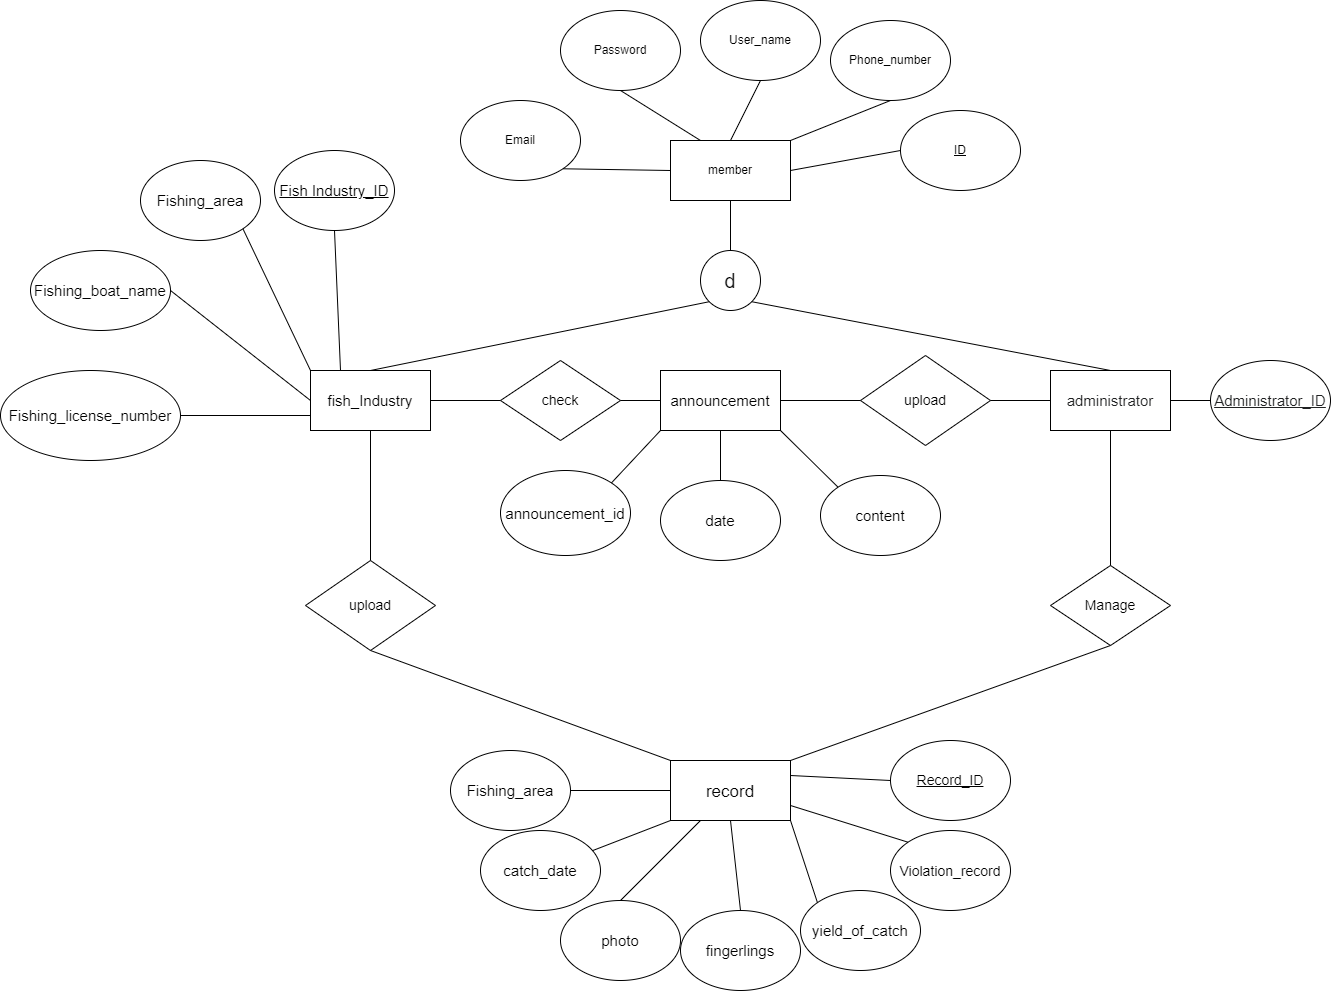 User_name
Password
Phone_number
Email
ID
member
Fish Industry_ID
Fishing_area
d
Fishing_boat_name
fish_Industry
check
announcement
upload
administrator
Administrator_ID
Fishing_license_number
announcement_id
date
content
upload
Manage
Record_ID
Fishing_area
record
catch_date
Violation_record
photo
fingerlings
yield_of_catch